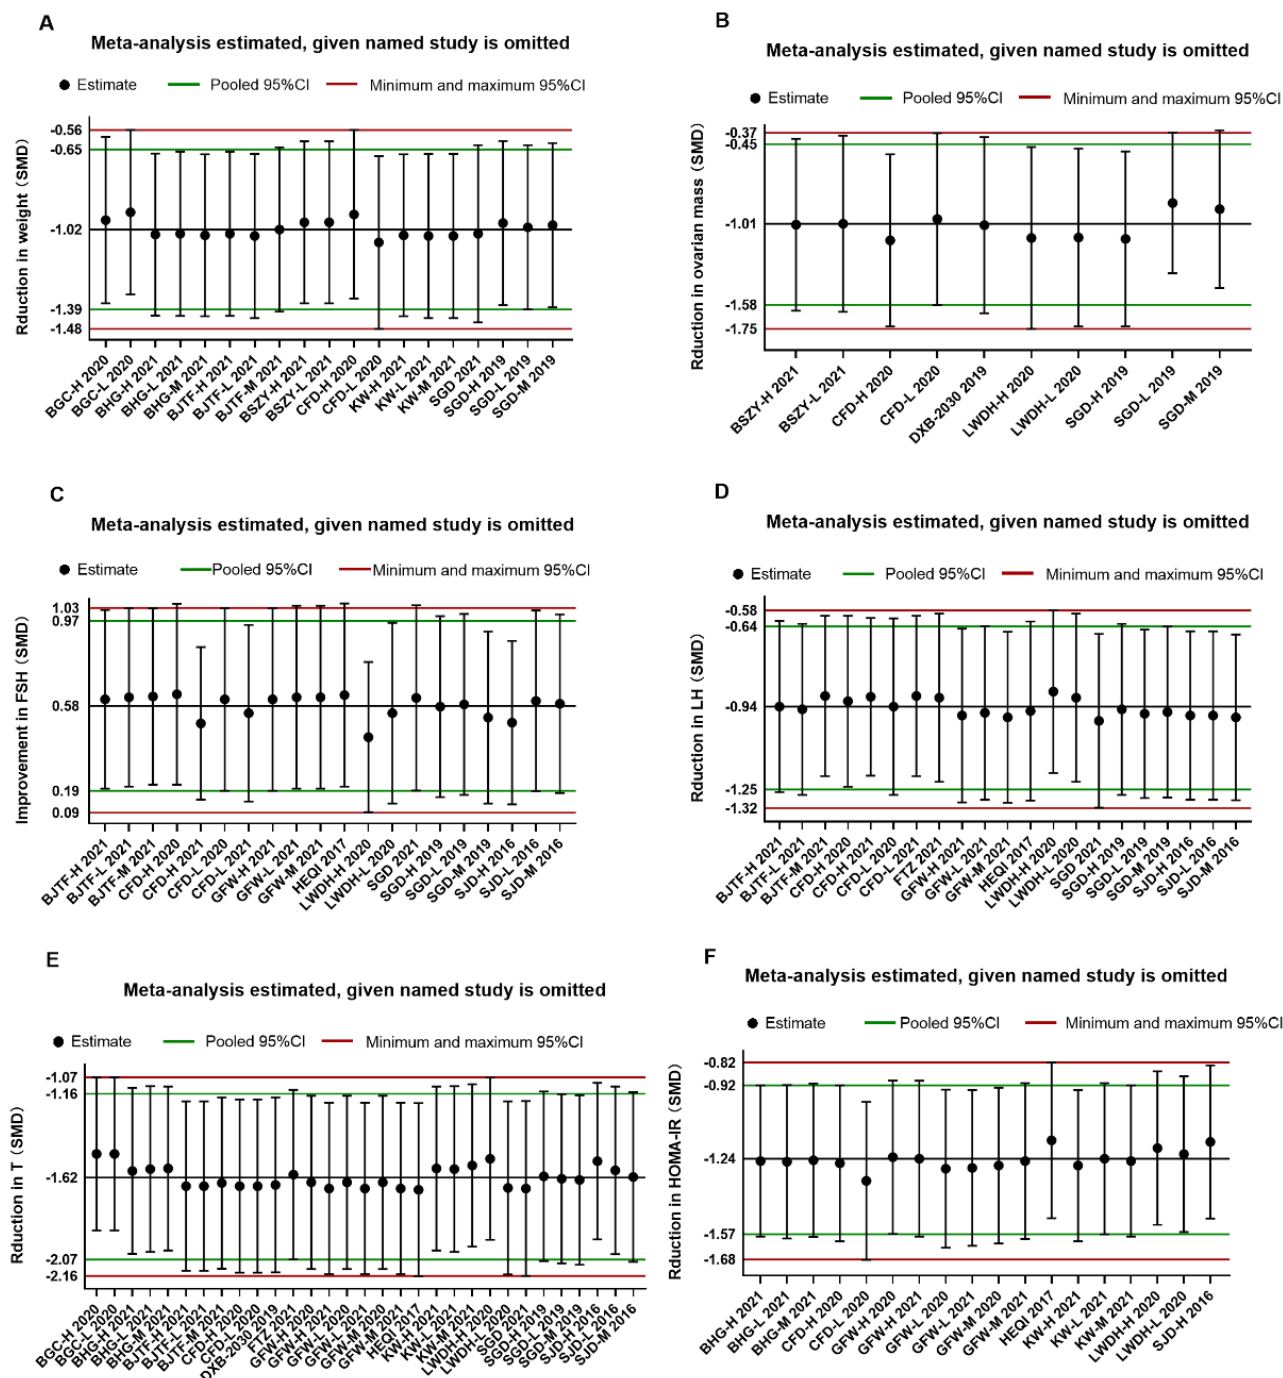 A
Meta-analysis estimated, given named study is omitted
Estimate
Pooled 95%CI
Minimum and maximum 95%CI
Rduction in weight (SMD)
-0.56
-0.65
-1.02
-1.39
-1.48
BGC-H 2020
BGC-L 2020
BHG-H 2021
BHG-L 2021
BHG-M 2021
BJTF-H 2021
BJTF-L 2021
BJTF-M 2021
BSZY-H 2021
BSZY-L 2021
CFD-H 2020
CFD-L 2020
KW-H 2021
KW-L 2021
KW-M 2021
SGD 2021
SGD-H 2019
SGD-L 2019
SGD-M 2019
B
Meta-analysis estimated, given named study is omitted
Estimate
Pooled 95%CI
Minimum and maximum 95%CI
Rduction in ovarian mass (SMD)
-0.37
-0.45
-1.01
-1.58
-1.75
BSZY-H 2021
BSZY-L 2021
CFD-H 2020
CFD-L 2020
DXB-2030 2019
LWDH-H 2020
LWDH-L 2020
SGD-H 2019
SGD-L 2019
SGD-M 2019
C
Meta-analysis estimated, given named study is omitted
Estimate
Pooled 95%CI
Minimum and maximum 95%CI
Improvement in FSH (SMD)
1.03
0.97
0.58
0.19
0.09
BJTF-H 2021
BJTF-L 2021
BJTF-M 2021
CFD-H 2020
CFD-H 2021
CFD-L 2020
CFD-L 2021
GFW-H 2021
GFW-L 2021
GFW-M 2021
HEQI 2017
LWDH-H 2020
LWDH-L 2020
SGD 2021
SGD-H 2019
SGD-L 2019
SGD-M 2019
SJD-H 2016
SJD-L 2016
SJD-M 2016
D
Meta-analysis estimated, given named study is omitted
Estimate
Pooled 95%CI
Minimum and maximum 95%CI
Rduction in LH (SMD)
-0.58
-0.64
-0.94
-1.25
-1.32
BJTF-H 2021
BJTF-L 2021
BJTF-M 2021
CFD-H 2020
CFD-H 2021
CFD-L 2020
CFD-L 2021
FTZ 2021
GFW-H 2021
GFW-L 2021
GFW-M 2021
HEQI 2017
LWDH-H 2020
LWDH-L 2020
SGD 2021
SGD-H 2019
SGD-L 2019
SGD-M 2019
SJD-H 2016
SJD-L 2016
SJD-M 2016
E
Meta-analysis estimated, given named study is omitted
Estimate
Pooled 95%CI
Minimum and maximum 95%CI
Rduction in T (SMD)
-1.07
-1.16
-1.62
-2.07
-2.16
BGC-H 2020
BGC-L 2020
BHG-H 2021
BHG-L 2021
BHG-M 2021
BJTF-H 2021
BJTF-L 2021
BJTF-M 2021
CFD-H 2020
CFD-L 2020
DXB-2030 2019
FTZ 2021
GFW-H 2020
GFW-H 2021
GFW-L 2020
GFW-L 2021
GFW-M 2020
GFW-M 2021
HEQI 2017
KW-H 2021
KW-L 2021
KW-M 2021
LWDH-H 2020
LWDH-L 2020
SGD 2021
SGD-H 2019
SGD-L 2019
SGD-M 2019
SJD-H 2016
SJD-L 2016
SJD-M 2016
F
Meta-analysis estimated, given named study is omitted
Estimate
Pooled 95%CI
Minimum and maximum 95%CI
Rduction in HOMA-IR (SMD)
-0.82
-0.92
-1.24
-1.57
-1.68
BHG-H 2021
BHG-L 2021
BHG-M 2021
CFD-H 2020
CFD-L 2020
GFW-H 2020
GFW-H 2021
GFW-L 2020
GFW-L 2021
GFW-M 2020
GFW-M 2021
HEQI 2017
KW-H 2021
KW-L 2021
KW-M 2021
LWDH-H 2020
LWDH-L 2020
SJD-H 2016